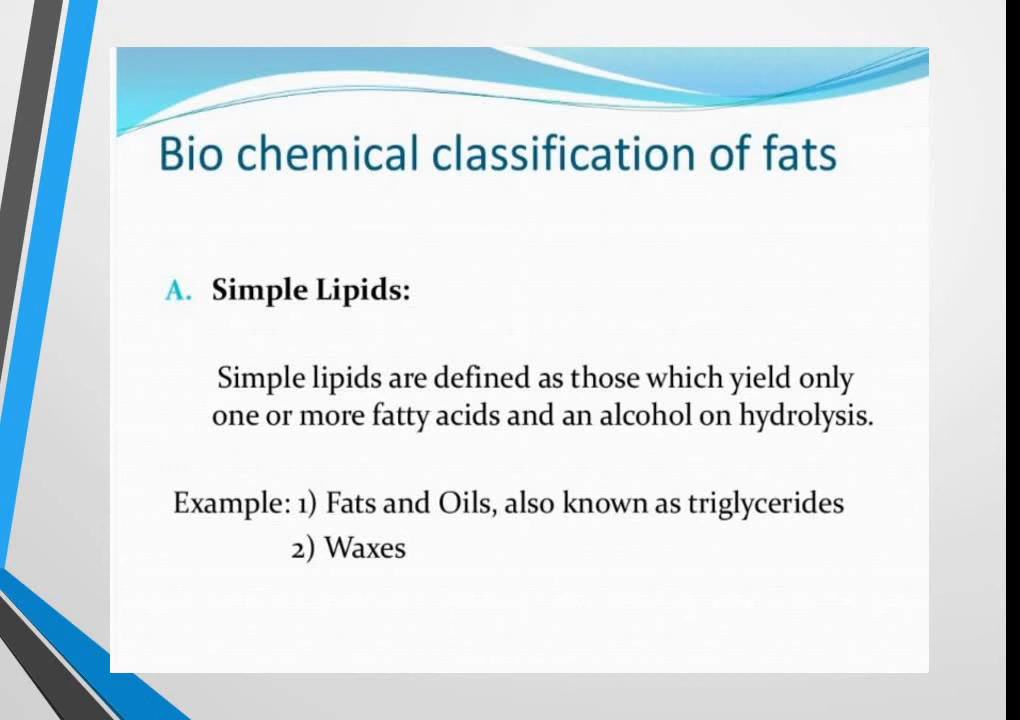 Bio chemical classification of fats
A. Simple Lipids:
Simple lipids are defined as those which yield only
one or more fatty acids and an alcohol on hydrolysis.
Example: 1) Fats and Oils, also known as triglycerides
2) Waxes